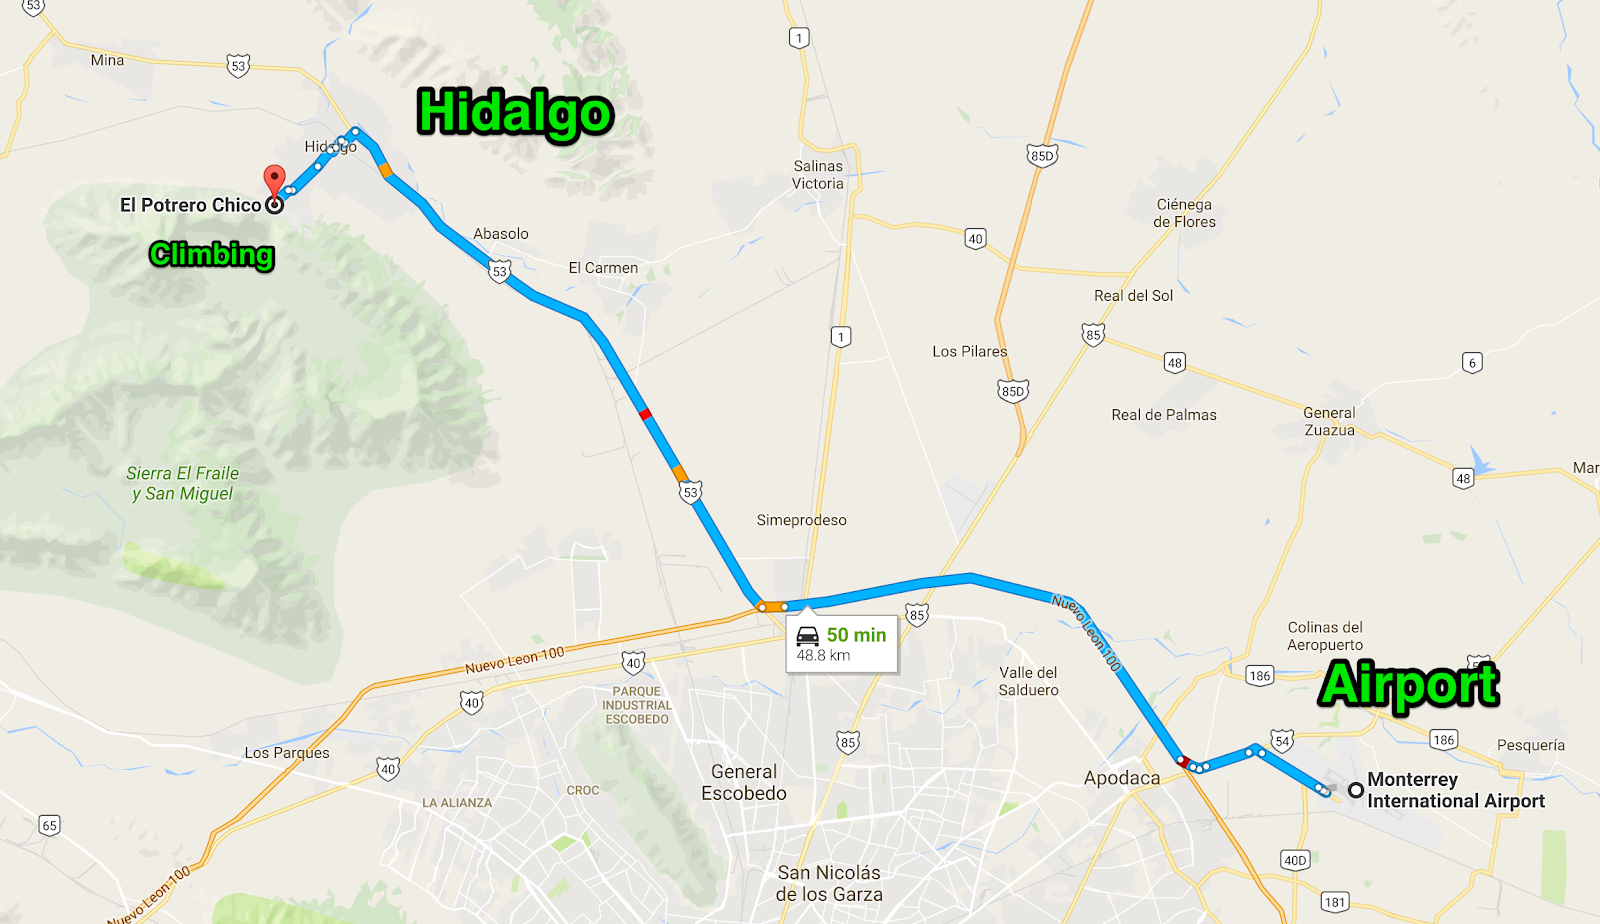 53
1
Mina
53
Hidalgo
Hidalgo
85D
Salinas
Victoria
El Potrero Chico
Ciénega
de Flores
Climbing
Abasolo
40
53
El Carmen
Real del Sol
1
85
Los Pilares
48
6
85D
Real de Palmas
General
Zuazua
Sierra El Fraile
y San Miguel
48
53
Simeprodeso
Nuevo Leon 100
85
50 min
48.8 km
Colinas del
Aeropuerto
Nuevo Leon 100
40
Valle del
Salduero
186
Airport
PARQUE
INDUSTRIAL
ESCOBEDO
40
85
54
186
Pesquería
Los Parques
40
General
Escobedo
Apodaca
Monterrey
International Airport
LA ALIANZA
CROC
65
40D
San Nicolás
de los Garza
Nuevo Leon 100
181